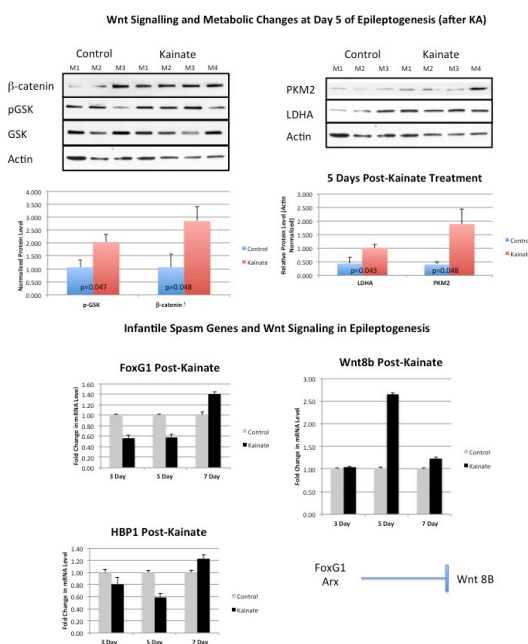 Wnt Signalling and Metabolic Changes at Day 5 of Epileptogenesis (after KA)
Control Kainate
M1 M2 M3 M1 M2 M3 M4
β-catenin
pGSK
GSK
Actin
Control Kainate
M1 M2 M3 M1 M2 M3 M4
PKM2
LDHA
Actin
4.000
3.500
3.000
2.500
2.000
1.500
1.000
0.500
0.000
Normalized Protein Level
p=0.047
p=0.048
p-GSK
β-catenin
Control
Kainate
5 Days Post-Kainate Treatment
3.000
2.500
2.000
1.500
1.000
0.500
0.000
Relative Protein Level (Actin
Normalized)
p=0.043
p=0.048
LDHA
PKM2
Control
Kainate
Infantile Spasm Genes and Wnt Signaling in Epileptogenesis
FoxG1 Post-Kainate
1.60
1.40
1.20
1.00
0.80
0.60
0.40
0.20
0.00
Fold Change in mRNA Level
3 Day
5 Day
7 Day
Control
Kainate
Wnt8b Post-Kainate
3.00
2.50
2.00
1.50
1.00
0.50
0.00
Fold Change in mRNA Level
3 Day
5 Day
7 Day
Control
Kainate
HBP1 Post-Kainate
1.40
1.20
1.00
0.80
0.60
0.40
0.20
0.00
Fold Change in mRNA Level
3 Day
5 Day
7 Day
Control
Kainate
FoxG1
Arx
Wnt 8B